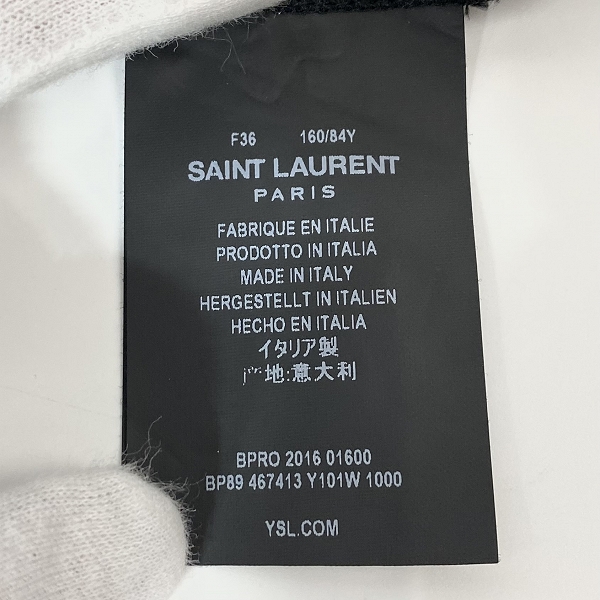 F36 160/84Y
SAINT LAURENT
PARIS
FABRIQUE EN ITALIE
PRODOTTO IN ITALIA
MADE IN ITALY
HERGESTELLT IN ITALIEN
HECHO EN ITALIA
イタリア製
产地:意大利
BPRO 2016 01600
BP89 467413 Y101W 1000
YSL.COM